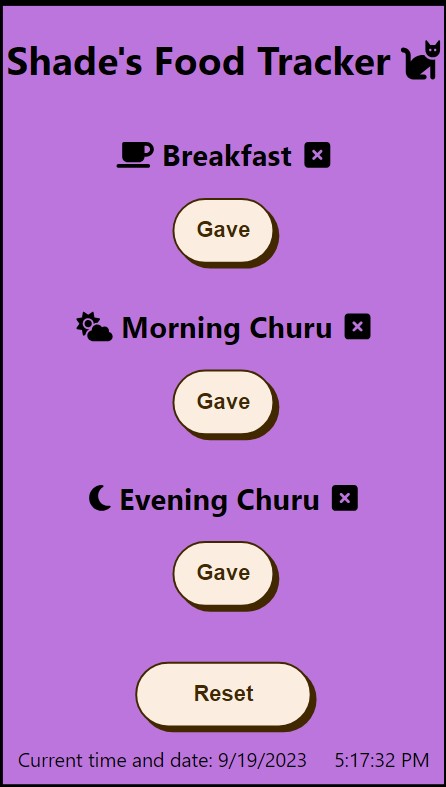 Shade's Food Tracker
Breakfast
Gave
Morning Churu
Gave
Evening Churu
Gave
Reset
Current time and date: 9/19/2023 5:17:32 PM